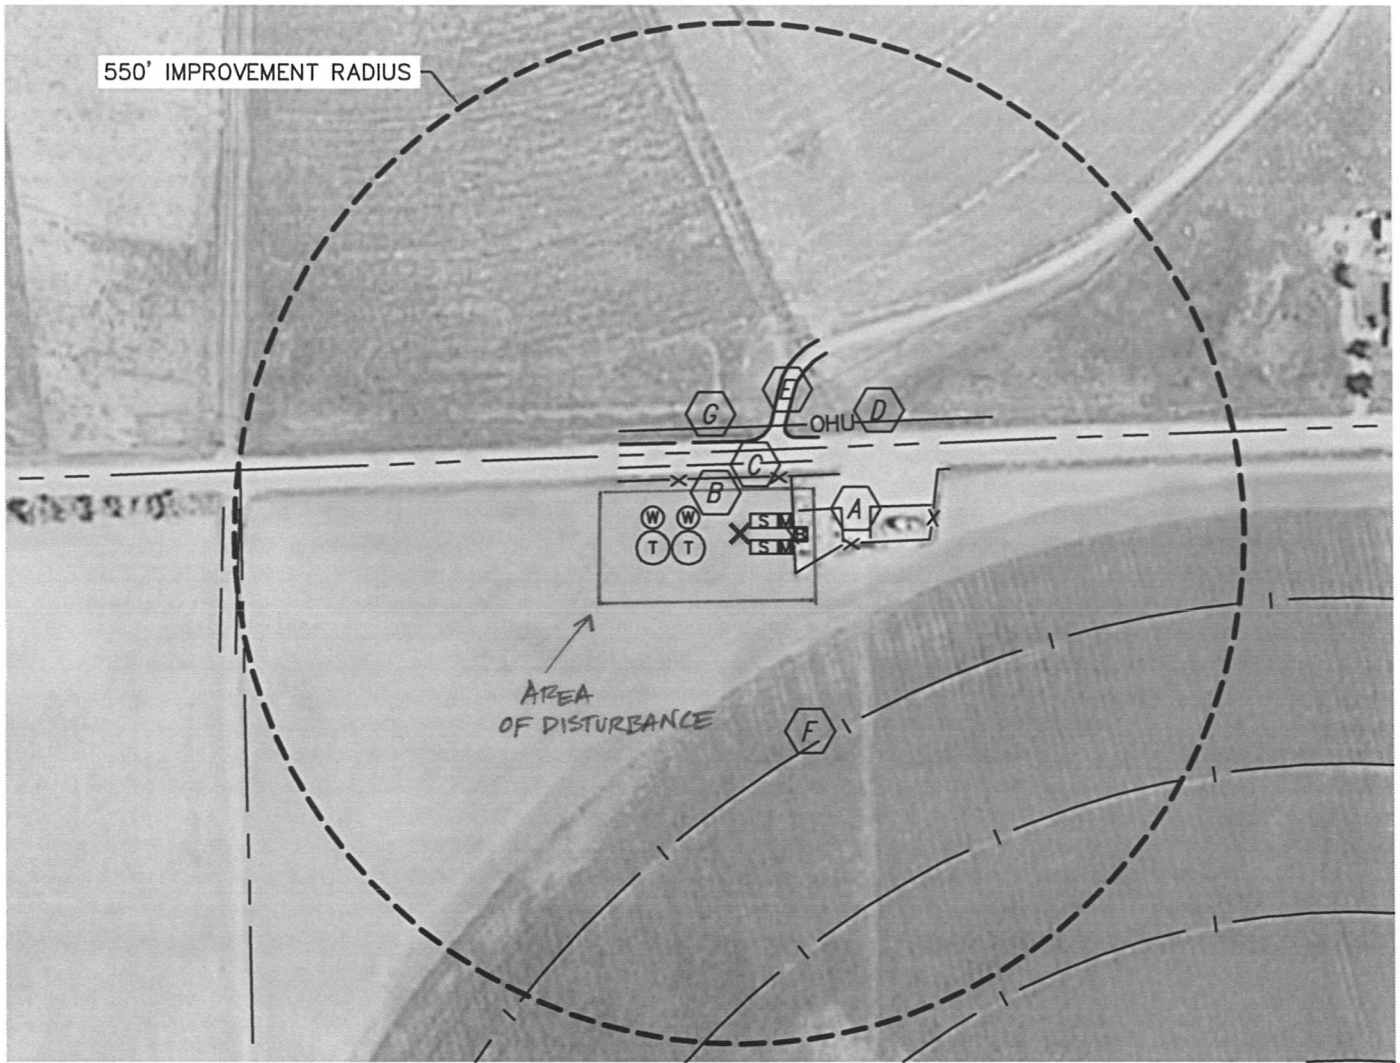 550' IMPROVEMENT RADIUS
E
G
OHU
D
C
B
A
W W
S M
B
T T
S M
AREA
OF DISTURBANCE
F